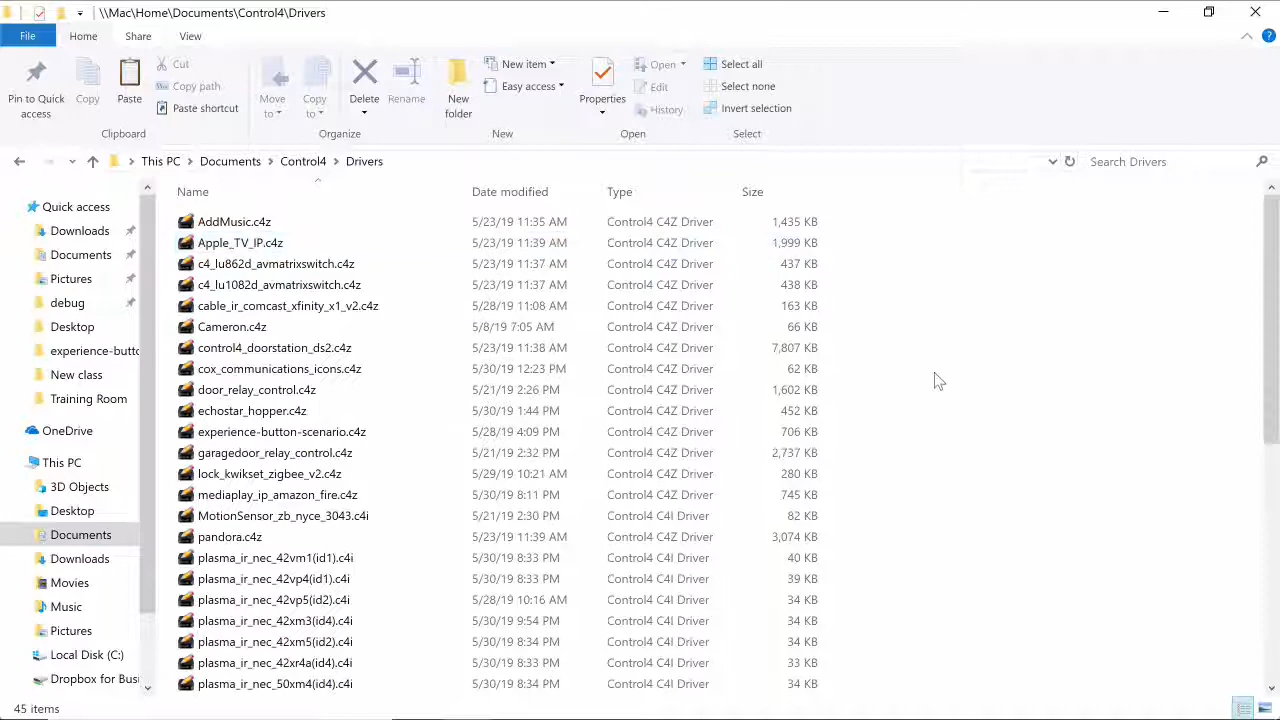 \\Mac\Home\Documents\Control4\Drivers
File Home Share View
Pin to Quick access
Copy
Paste
Cut
Copy path
Paste shortcut
Clipboard
Move to
Copy to
Delete
Rename
Organize
New folder
New item
Easy access
New
Properties
Open
Edit
History
Open
Select all
Select none
Invert selection
Select
This PC > Documents > Control4 > Drivers
Search Drivers
Quick access
Downloads
Documents
Pictures
debug
Desktop
experience-butto
New class
Training Room
OneDrive
This PC
3D Objects
Desktop
Documents
Downloads
Movies
Music
Pictures
Local Disk (C:)
Dropbox for Busi
Name Date modified Type Size
AddMusic.c4z 5/23/19 11:35 AM Control4 C4Z Driver 1,435 KB
Apple_TV_IP.c4z 5/23/19 11:39 AM Control4 C4Z Driver 1,999 KB
c4_lu862d_avmatrixswitch.c4z 5/23/19 11:37 AM Control4 C4Z Driver 437 KB
c4_lu1082d_avmatrixswitch.c4z 5/23/19 11:37 AM Control4 C4Z Driver 438 KB
cable_ir_comcast_xfinity_x1_v2.c4z 5/28/19 11:08 AM Control4 C4Z Driver 163 KB
Cameron.c4z 5/8/19 7:05 AM Control4 C4Z Driver 66 KB
control4_doorstation_ds2.c4z 5/23/19 11:38 AM Control4 C4Z Driver 7,807 KB
cox_communications_icons.c4z 5/30/19 12:23 PM Control4 C4Z Driver 62 KB
door_relay_control.c4z 5/21/19 2:26 PM Control4 C4Z Driver 1,602 KB
echostar_hopper.c4z 5/30/19 1:44 PM Control4 C4Z Driver 452 KB
experience-button-scenario.c4z 5/28/19 4:09 PM Control4 C4Z Driver 706 KB
garagedoor_relay_control.c4z 5/21/19 2:32 PM Control4 C4Z Driver 2,737 KB
lock_kwikset_zigbee_v2.c4z 5/29/19 10:21 AM Control4 C4Z Driver 280 KB
mediaplay_ip_amazon_fire.c4z 5/30/19 8:11 PM Control4 C4Z Driver 745 KB
MotionSensor_zb_nyce_3043.c4i 5/21/19 2:30 PM Control4 C4I Driver 82 KB
pandora.c4z 5/23/19 11:39 AM Control4 C4Z Driver 3,074 KB
plasma_ir_nec_42vm1(id1).c4i 5/30/19 8:33 PM Control4 C4I Driver 40 KB
plasma_ir_nec_42vp4(id1).c4i 5/30/19 8:33 PM Control4 C4I Driver 39 KB
plasma_ir_nec_42vp5(id2).c4i 5/28/19 10:16 AM Control4 C4I Driver 34 KB
plasma_ir_nec_42xm3(id4).c4i 5/30/19 9:54 PM Control4 C4I Driver 34 KB
plasma_ir_nec_42xm5(id2).c4i 5/30/19 8:34 PM Control4 C4I Driver 34 KB
plasma_ir_nec_42xr4a(id4).c4i 5/30/19 8:33 PM Control4 C4I Driver 33 KB
plasma_ir_nec_50xm4(id4).c4i 5/30/19 8:34 PM Control4 C4I Driver 34 KB
45 items